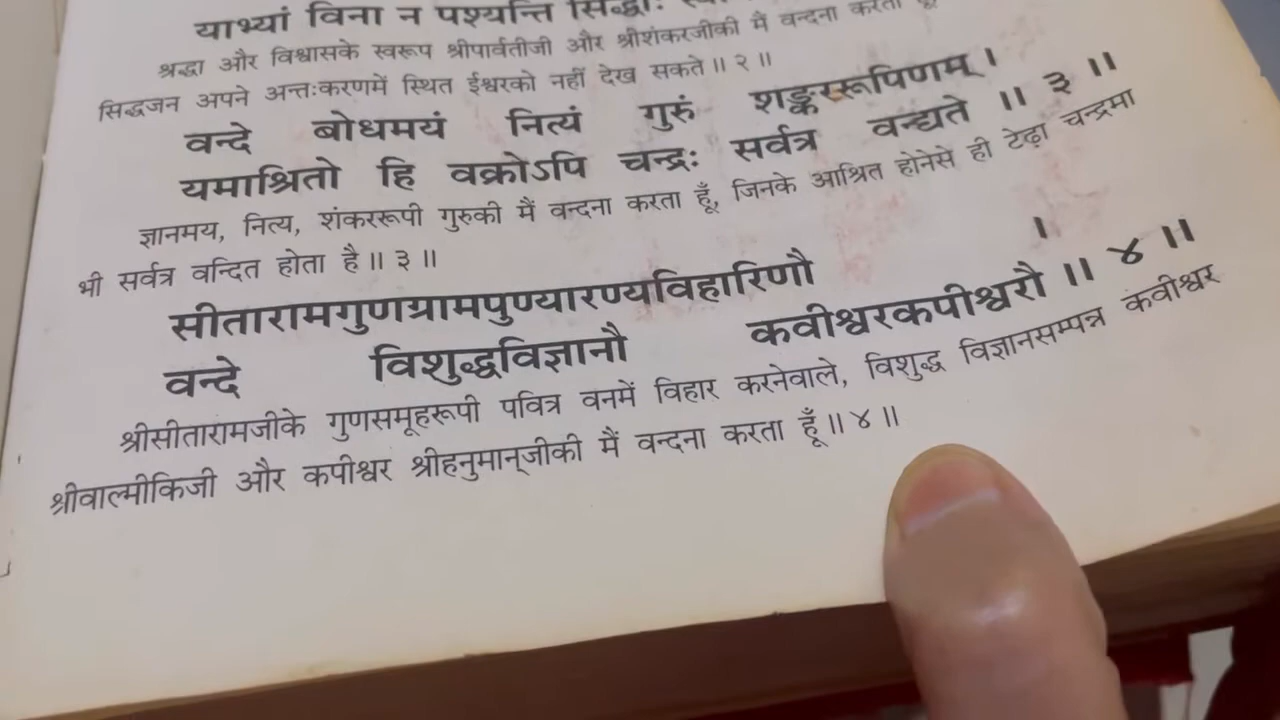 याभ्यां विना न पश्यन्ति सिद्धाः
श्रद्धा और विश्वासके स्वरूप श्रीपार्वतीजी और श्रीशंकरजीकी मैं वन्दना करता
सिद्धजन अपने अन्तःकरणमें स्थित ईश्वरको नहीं देख सकते॥ २॥
वन्दे बोधमयं नित्यं गुरुं शङ्कररूपिणम्।
यमाश्रितो हि वक्रोऽपि चन्द्रः सर्वत्र वन्द्यते॥ ३॥
ज्ञानमय, नित्य, शंकररूपी गुरुकी मैं वन्दना करता हूँ, जिनके आश्रित होनेसे ही टेढ़ा चन्द्रमा
भी सर्वत्र वन्दित होता है॥ ३॥
सीतारामगुणग्रामपुण्यारण्यविहारिणौ ।
वन्दे विशुद्धविज्ञानौ कवीश्वरकपीश्वरौ॥ ४॥
श्रीसीतारामजीके गुणसमूहरूपी पवित्र वनमें विहार करनेवाले, विशुद्ध विज्ञानसम्पन्न कवीश्वर
श्रीवाल्मीकिजी और कपीश्वर श्रीहनुमान्‌जीकी मैं वन्दना करता हूँ॥ ४॥